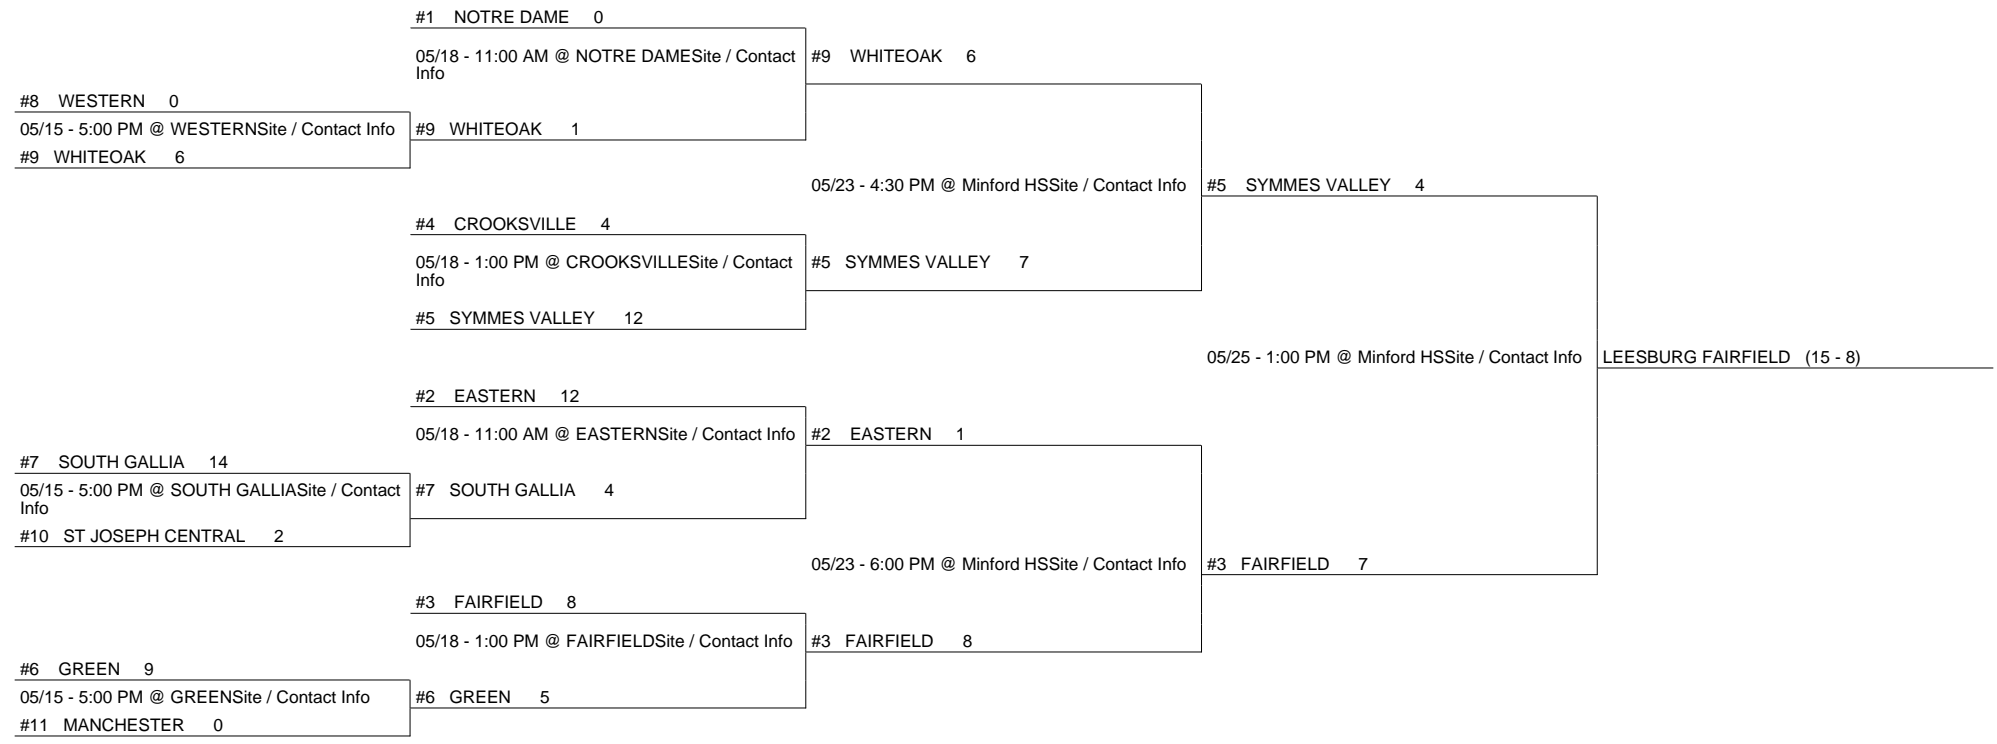 #1 NOTRE DAME 0
05/18 - 11:00 AM @ NOTRE DAMESite / Contact
Info
#9 WHITEOAK 6
#8 WESTERN 0
05/15 - 5:00 PM @ WESTERNSite / Contact Info
#9 WHITEOAK 1
#9 WHITEOAK 6
05/23 - 4:30 PM @ Minford HSSite / Contact Info
#5 SYMMES VALLEY 4
#4 CROOKSVILLE 4
05/18 - 1:00 PM @ CROOKSVILLESite / Contact
Info
#5 SYMMES VALLEY 7
#5 SYMMES VALLEY 12
05/25 - 1:00 PM @ Minford HSSite / Contact Info
LEESBURG FAIRFIELD (15 - 8)
#2 EASTERN 12
05/18 - 11:00 AM @ EASTERNSite / Contact Info
#2 EASTERN 1
#7 SOUTH GALLIA 14
05/15 - 5:00 PM @ SOUTH GALLIASite / Contact
Info
#7 SOUTH GALLIA 4
#10 ST JOSEPH CENTRAL 2
05/23 - 6:00 PM @ Minford HSSite / Contact Info
#3 FAIRFIELD 7
#3 FAIRFIELD 8
05/18 - 1:00 PM @ FAIRFIELDSite / Contact Info
#3 FAIRFIELD 8
#6 GREEN 9
05/15 - 5:00 PM @ GREENSite / Contact Info
#6 GREEN 5
#11 MANCHESTER 0